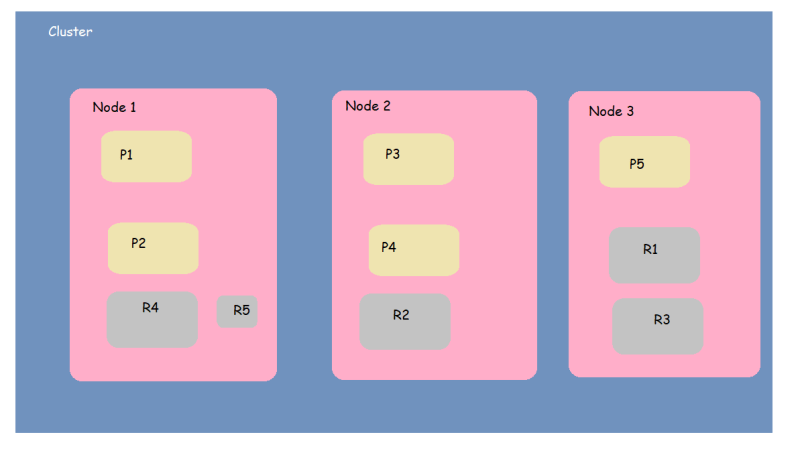 Cluster
Node 1
P1
P2
R4
R5
Node 2
P3
P4
R2
Node 3
P5
R1
R3